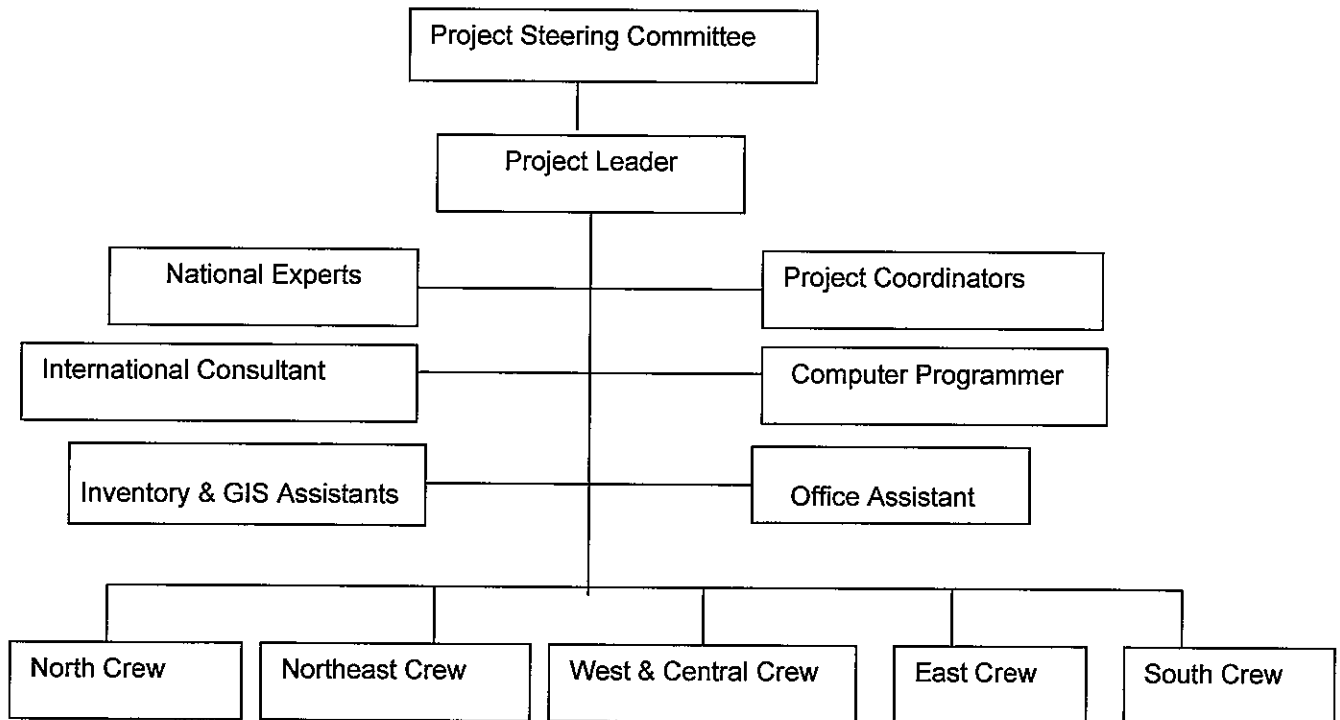 Project Steering Committee
Project Leader
National Experts
Project Coordinators
International Consultant
Computer Programmer
Inventory & GIS Assistants
Office Assistant
North Crew
Northeast Crew
West & Central Crew
East Crew
South Crew